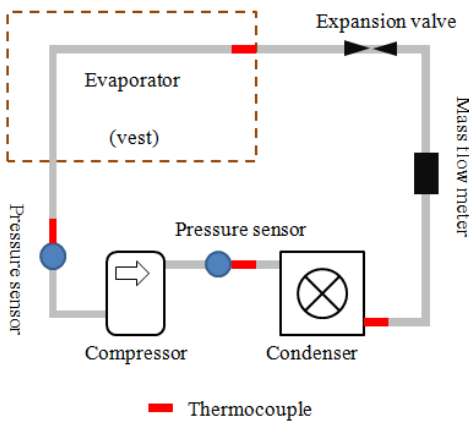 Expansion valve
Evaporator
(vest)
Mass flow meter
Pressure sensor
Pressure sensor
Compressor
Condenser
Thermocouple